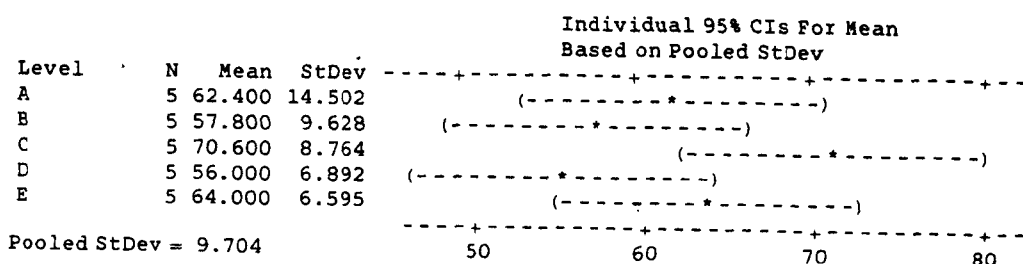 Individual 95% CIs For Mean
Based on Pooled StDev
Level N Mean StDev ----+---------+---------+---------+--
A 5 62.400 14.502 (--------*--------)
B 5 57.800 9.628 (--------*--------)
C 5 70.600 8.764 (--------*--------)
D 5 56.000 6.892 (--------*--------)
E 5 64.000 6.595 (--------*--------)
----+---------+---------+---------+--
Pooled StDev = 9.704 50 60 70 80